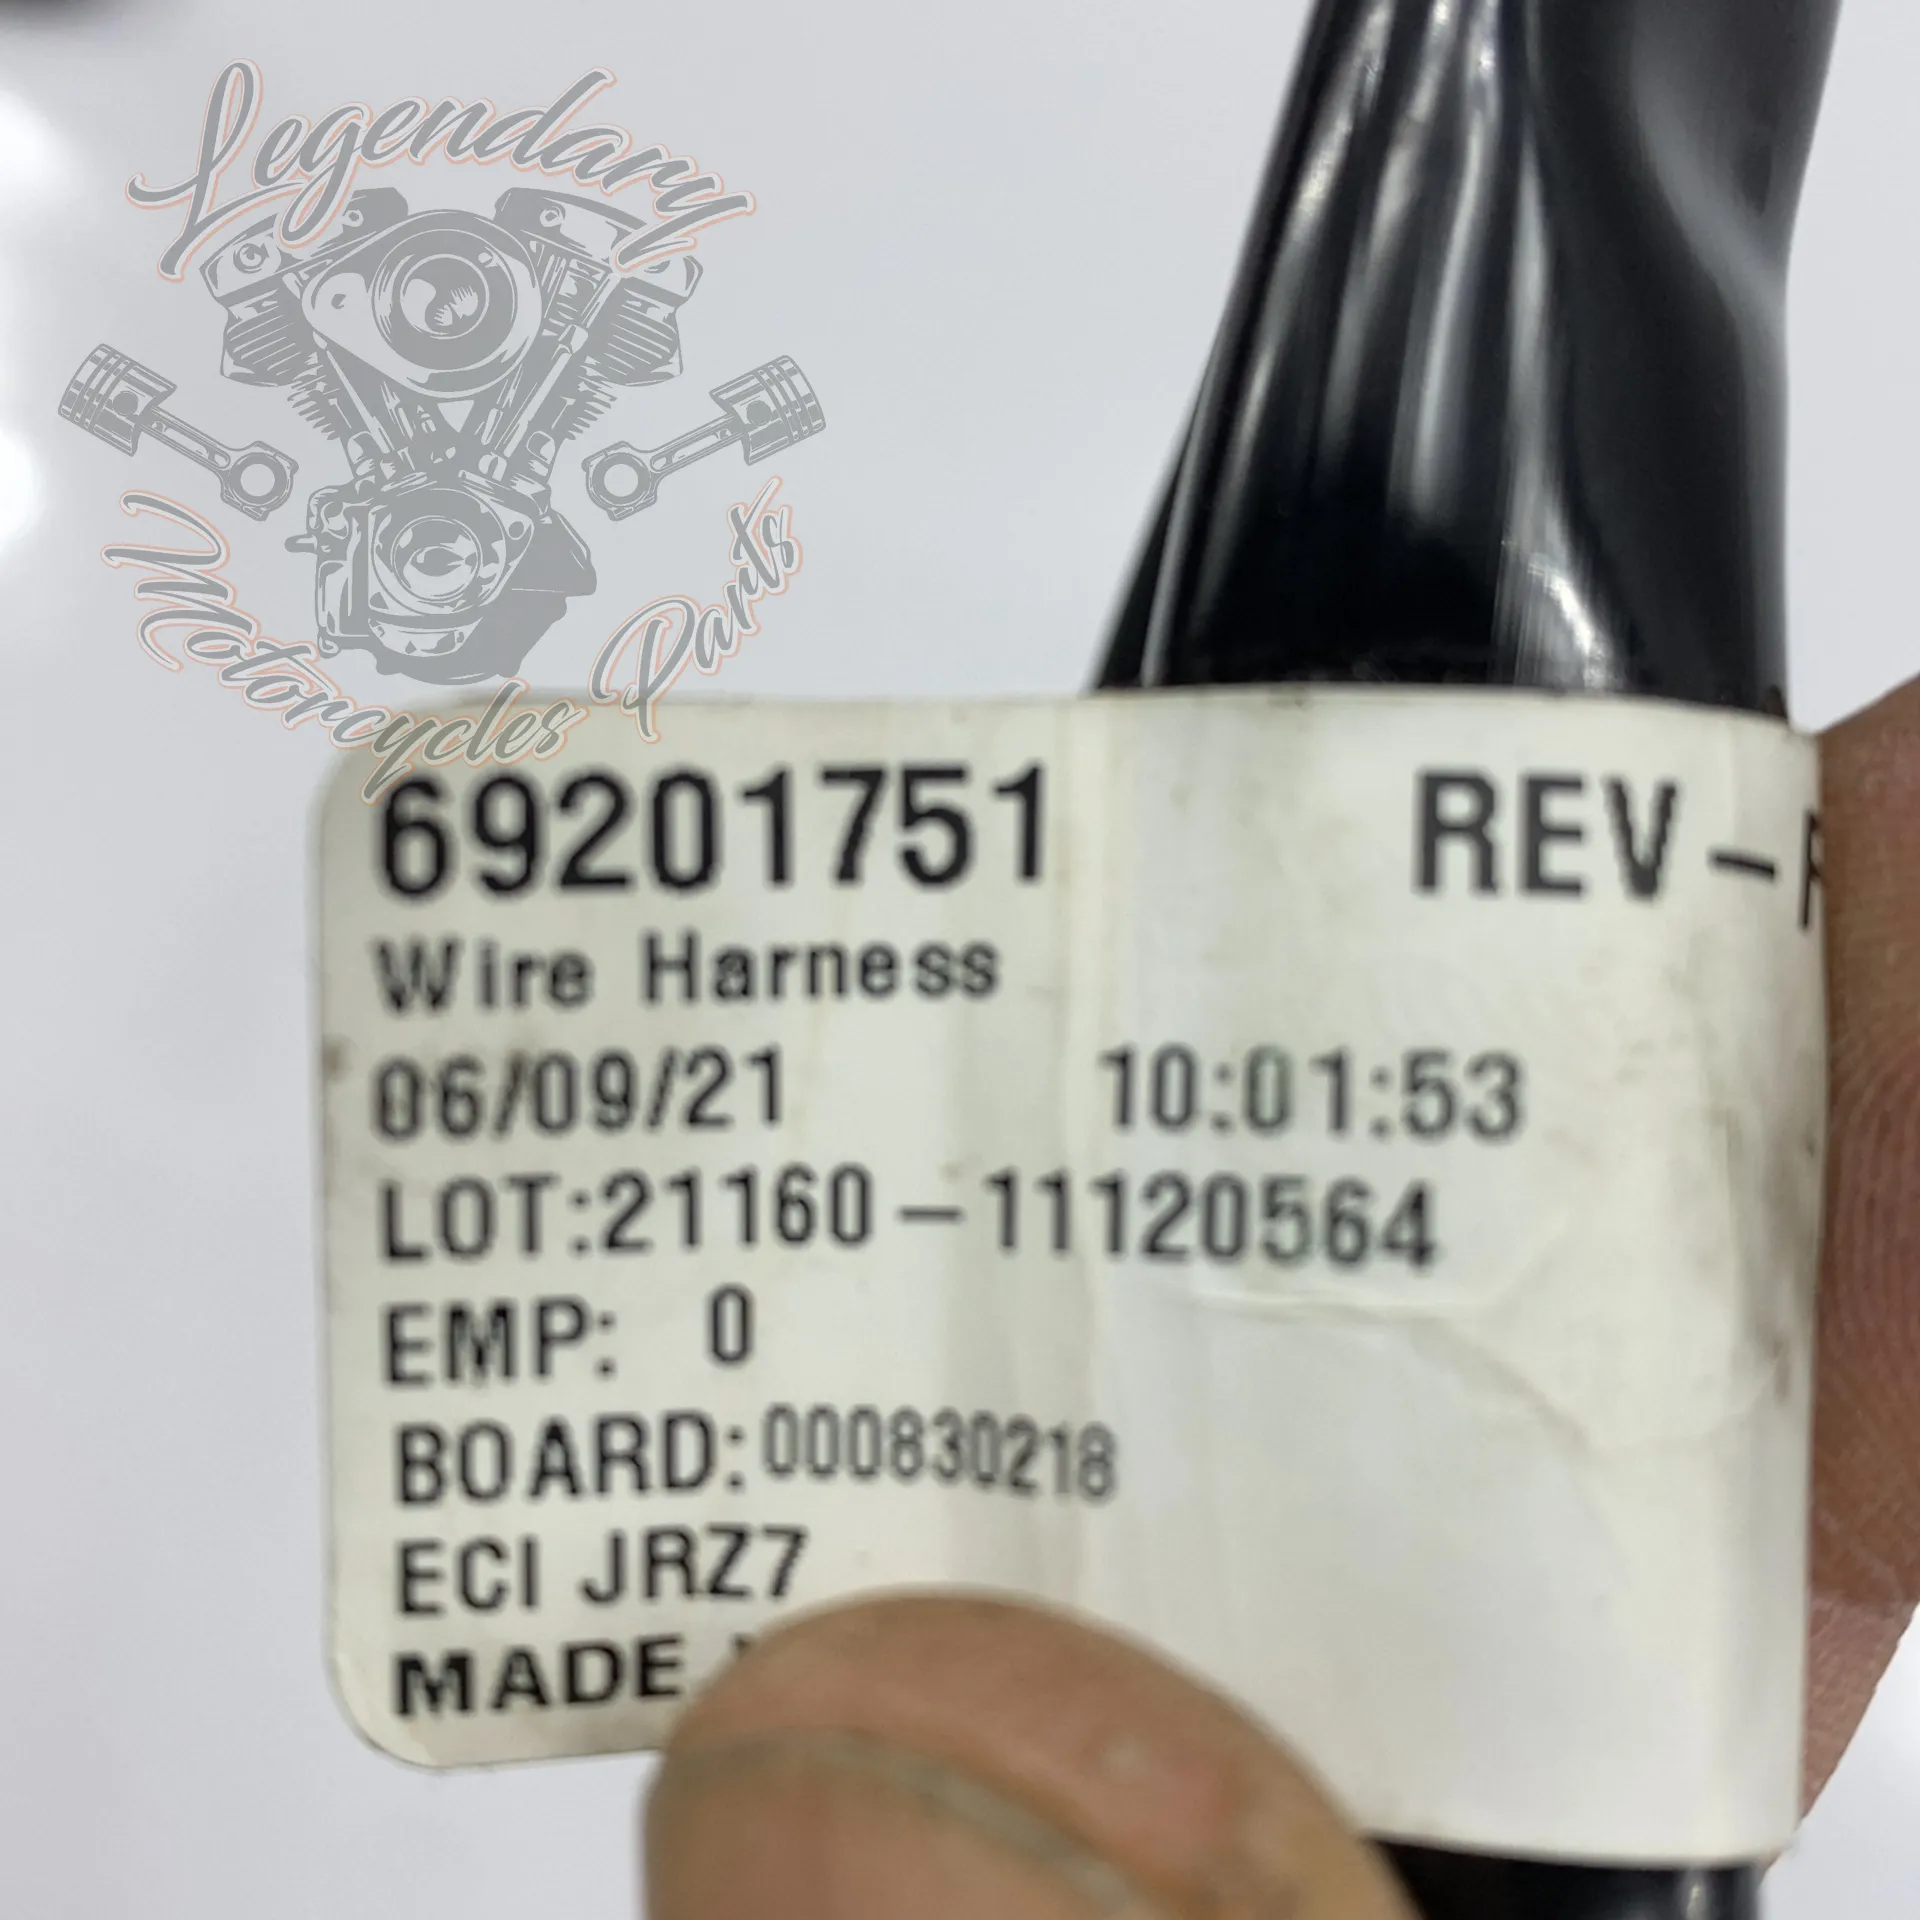 Legendary
Motorcycles Parts
69201751 REV-
Wire Harness
06/09/21 10:01:53
LOT:21160-11120564
EMP: 0
BOARD:000830218
ECI JRZ7
MADE